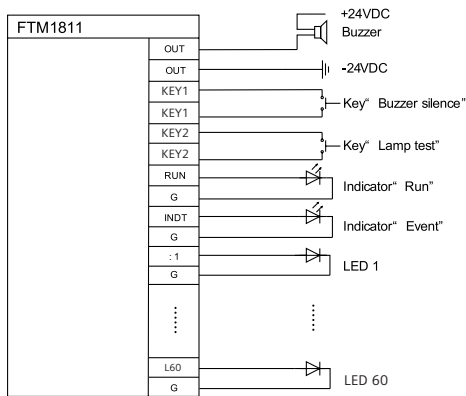 +24VDC
FTM1811
Buzzer
OUT
OUT
-24VDC
KEY1
Key“ Buzzer silence”
KEY1
KEY2
Key“ Lamp test”
KEY2
RUN
Indicator“ Run”
G
INDT
Indicator“ Event”
G
: 1
LED 1
G
L60
LED 60
G